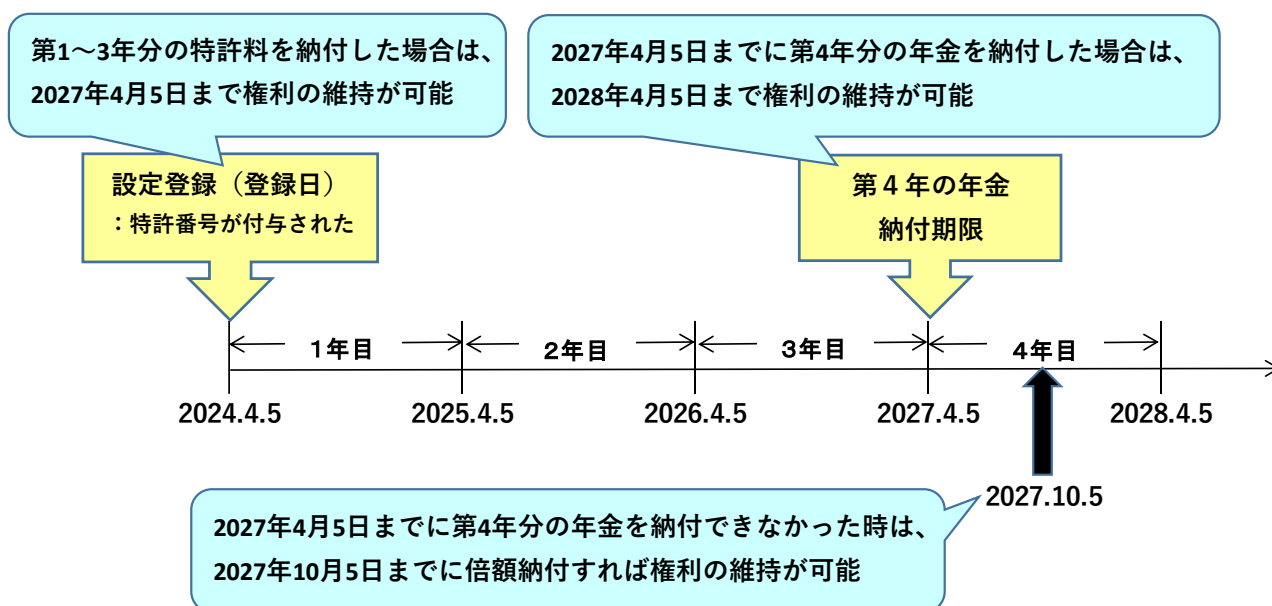 第1～3年分の特許料を納付した場合は、
2027年4月5日まで権利の維持が可能
2027年4月5日までに第4年分の年金を納付した場合は、
2028年4月5日まで権利の維持が可能
設定登録（登録日）
：特許番号が付与された
第４年の年金
納付期限
1年目
2年目
3年目
4年目
2024.4.5
2025.4.5
2026.4.5
2027.4.5
2028.4.5
2027.10.5
2027年4月5日までに第4年分の年金を納付できなかった時は、
2027年10月5日までに倍額納付すれば権利の維持が可能